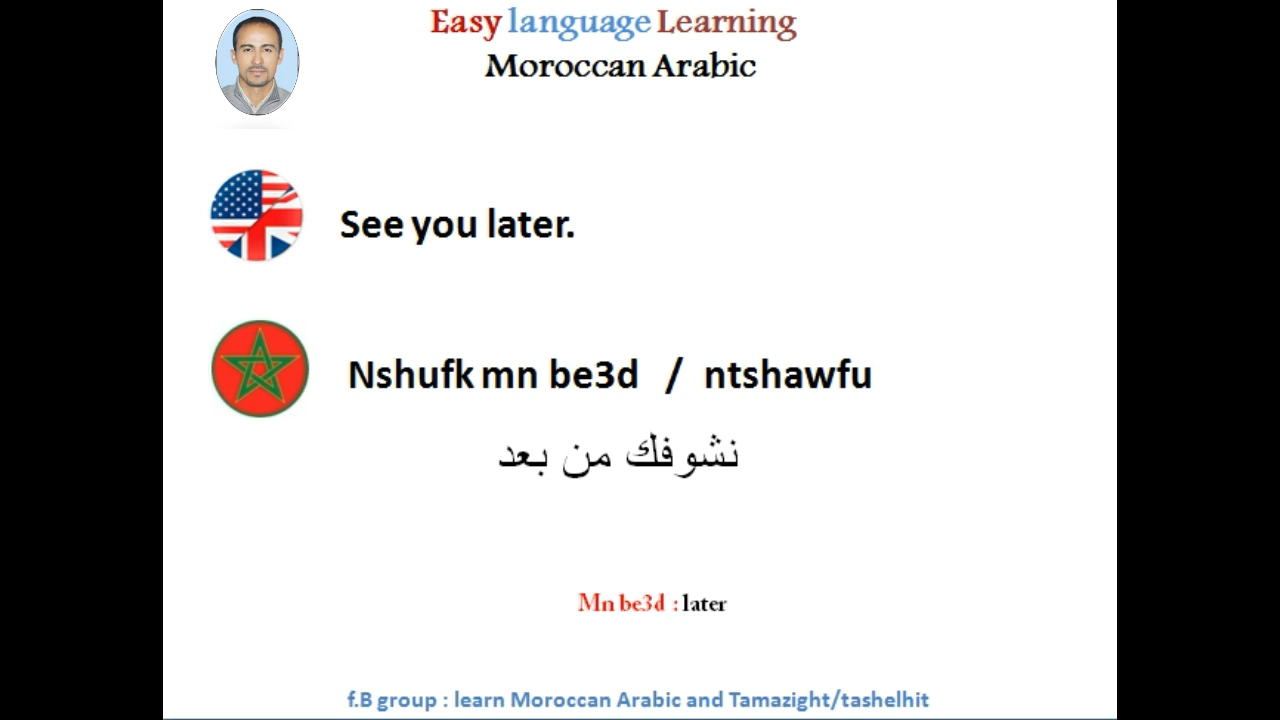 Easy language Learning
Moroccan Arabic
See you later.
Nshufk mn be3d / ntshawfu
نشوفك من بعد
Mn be3d : later
f.B group : learn Moroccan Arabic and Tamazight/tashelhit